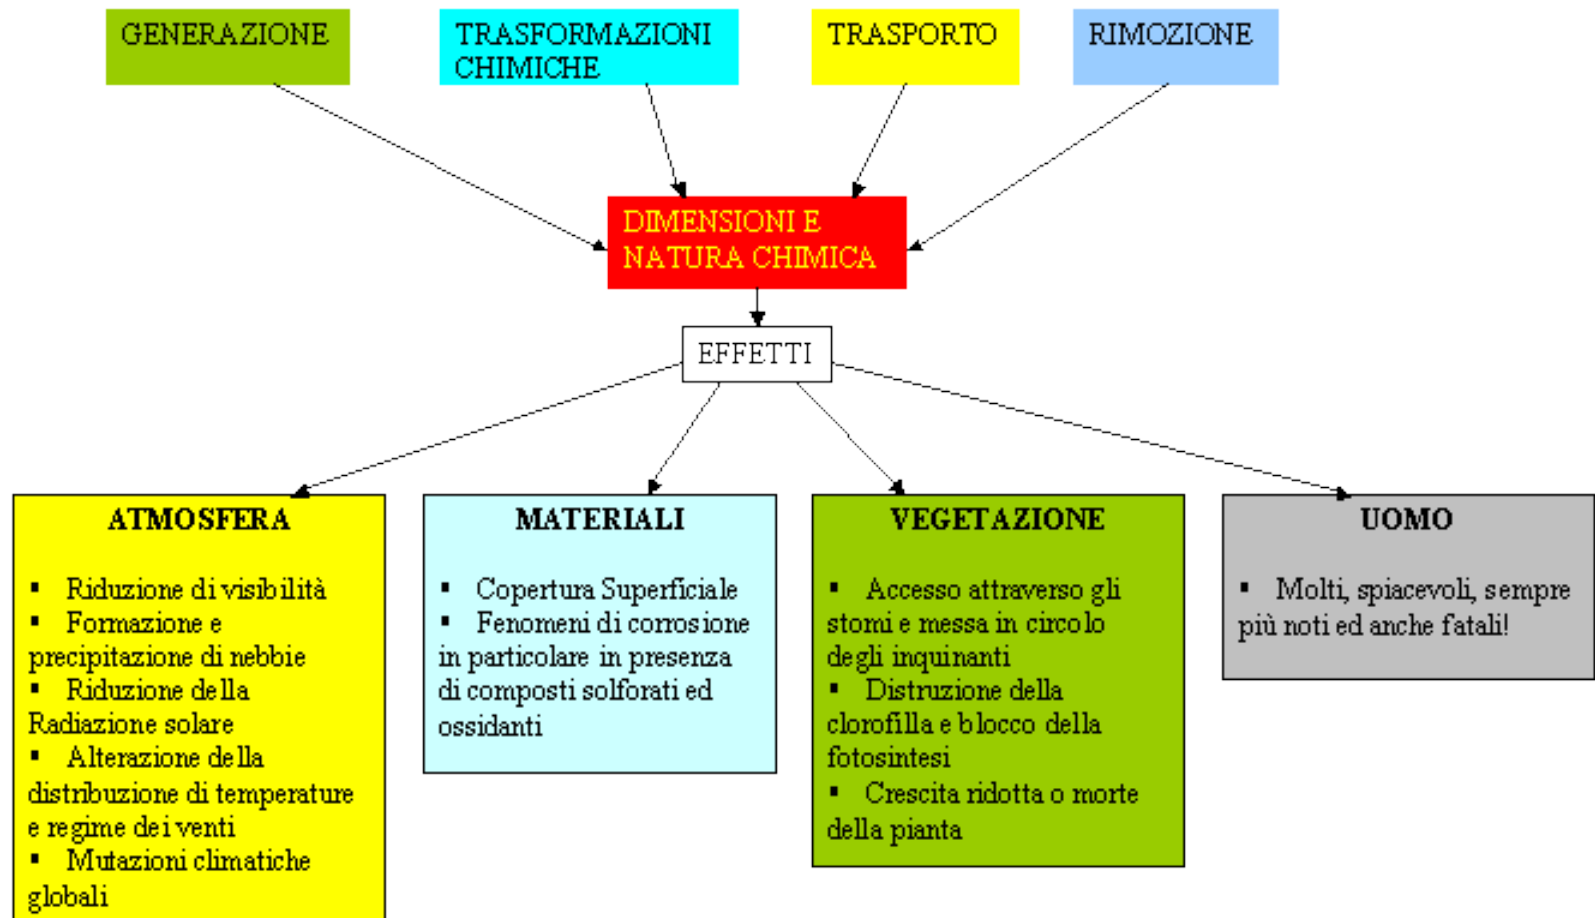 GENERAZIONE
TRASFORMAZIONI
CHIMICHE
TRASPORTO
RIMOZIONE
DIMENSIONI E
NATURA CHIMICA
EFFETTI
ATMOSFERA
▪ Riduzione di visibilità
▪ Formazione e
precipitazione di nebbie
▪ Riduzione della
Radiazione solare
▪ Alterazione della
distribuzione di temperature
e regime dei venti
▪ Mutazioni climatiche
globali
MATERIALI
▪ Copertura Superficiale
▪ Fenomeni di corrosione
in particolare in presenza
di composti solforati ed
ossidanti
VEGETAZIONE
▪ Accesso attraverso gli
stomi e messa in circolo
degli inquinanti
▪ Distruzione della
clorofilla e blocco della
fotosintesi
▪ Crescita ridotta o morte
della pianta
UOMO
▪ Molti, spiacevoli, sempre
più noti ed anche fatali!